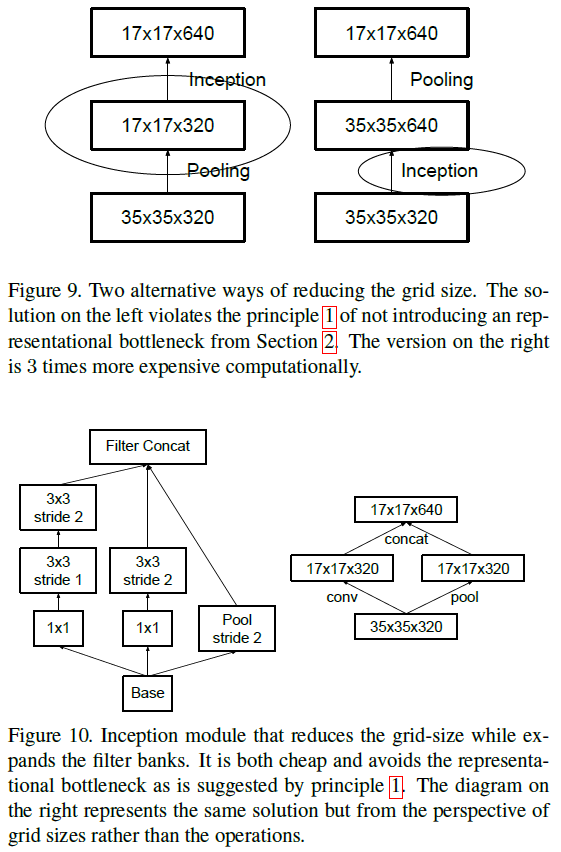 17x17x640
17x17x640
Inception
Pooling
17x17x320
35x35x640
Pooling
Inception
35x35x320
35x35x320
Figure 9. Two alternative ways of reducing the grid size. The so-
lution on the left violates the principle 1 of not introducing an rep-
resentational bottleneck from Section 2. The version on the right
is 3 times more expensive computationally.
Filter Concat
3x3
stride 2
3x3
stride 1
3x3
stride 2
1x1
1x1
Pool
stride 2
Base
17x17x640
concat
17x17x320
17x17x320
conv
pool
35x35x320
Figure 10. Inception module that reduces the grid-size while ex-
pands the filter banks. It is both cheap and avoids the representa-
tional bottleneck as is suggested by principle 1. The diagram on
the right represents the same solution but from the perspective of
grid sizes rather than the operations.